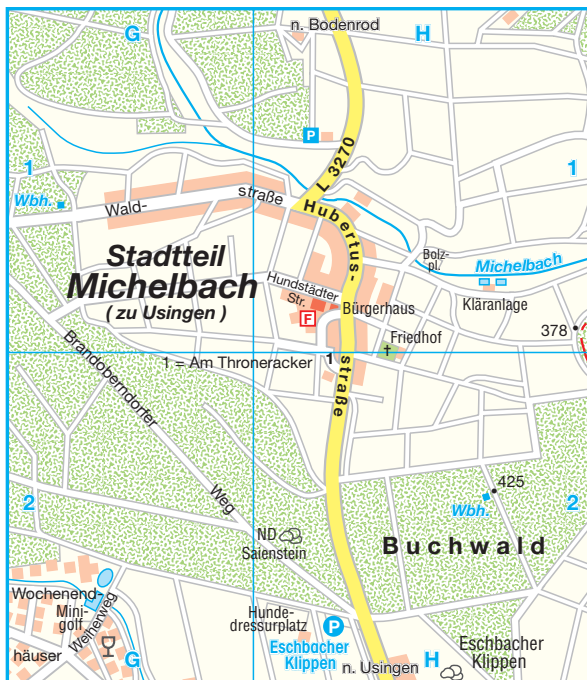 G
n. Bodenrod
H
P
L 3270
1
1
Wbh.
Wald-
straße
Hubertus-
straße
Stadtteil
Michelbach
( zu Usingen )
Bolz-
pl.
Michelbach
Hundstädter
Str.
F
Bürgerhaus
Kläranlage
378
Friedhof
1 = Am Throneracker
1
Brandoberndorfer
Weg
425
Wbh.
2
2
ND
Saienstein
Buchwald
Wochenend-
Mini-
golf
Weiherweg
häuser
Hunde-
dressurplatz
P
Eschbacher
Klippen
Eschbacher
Klippen
G
n. Usingen
H